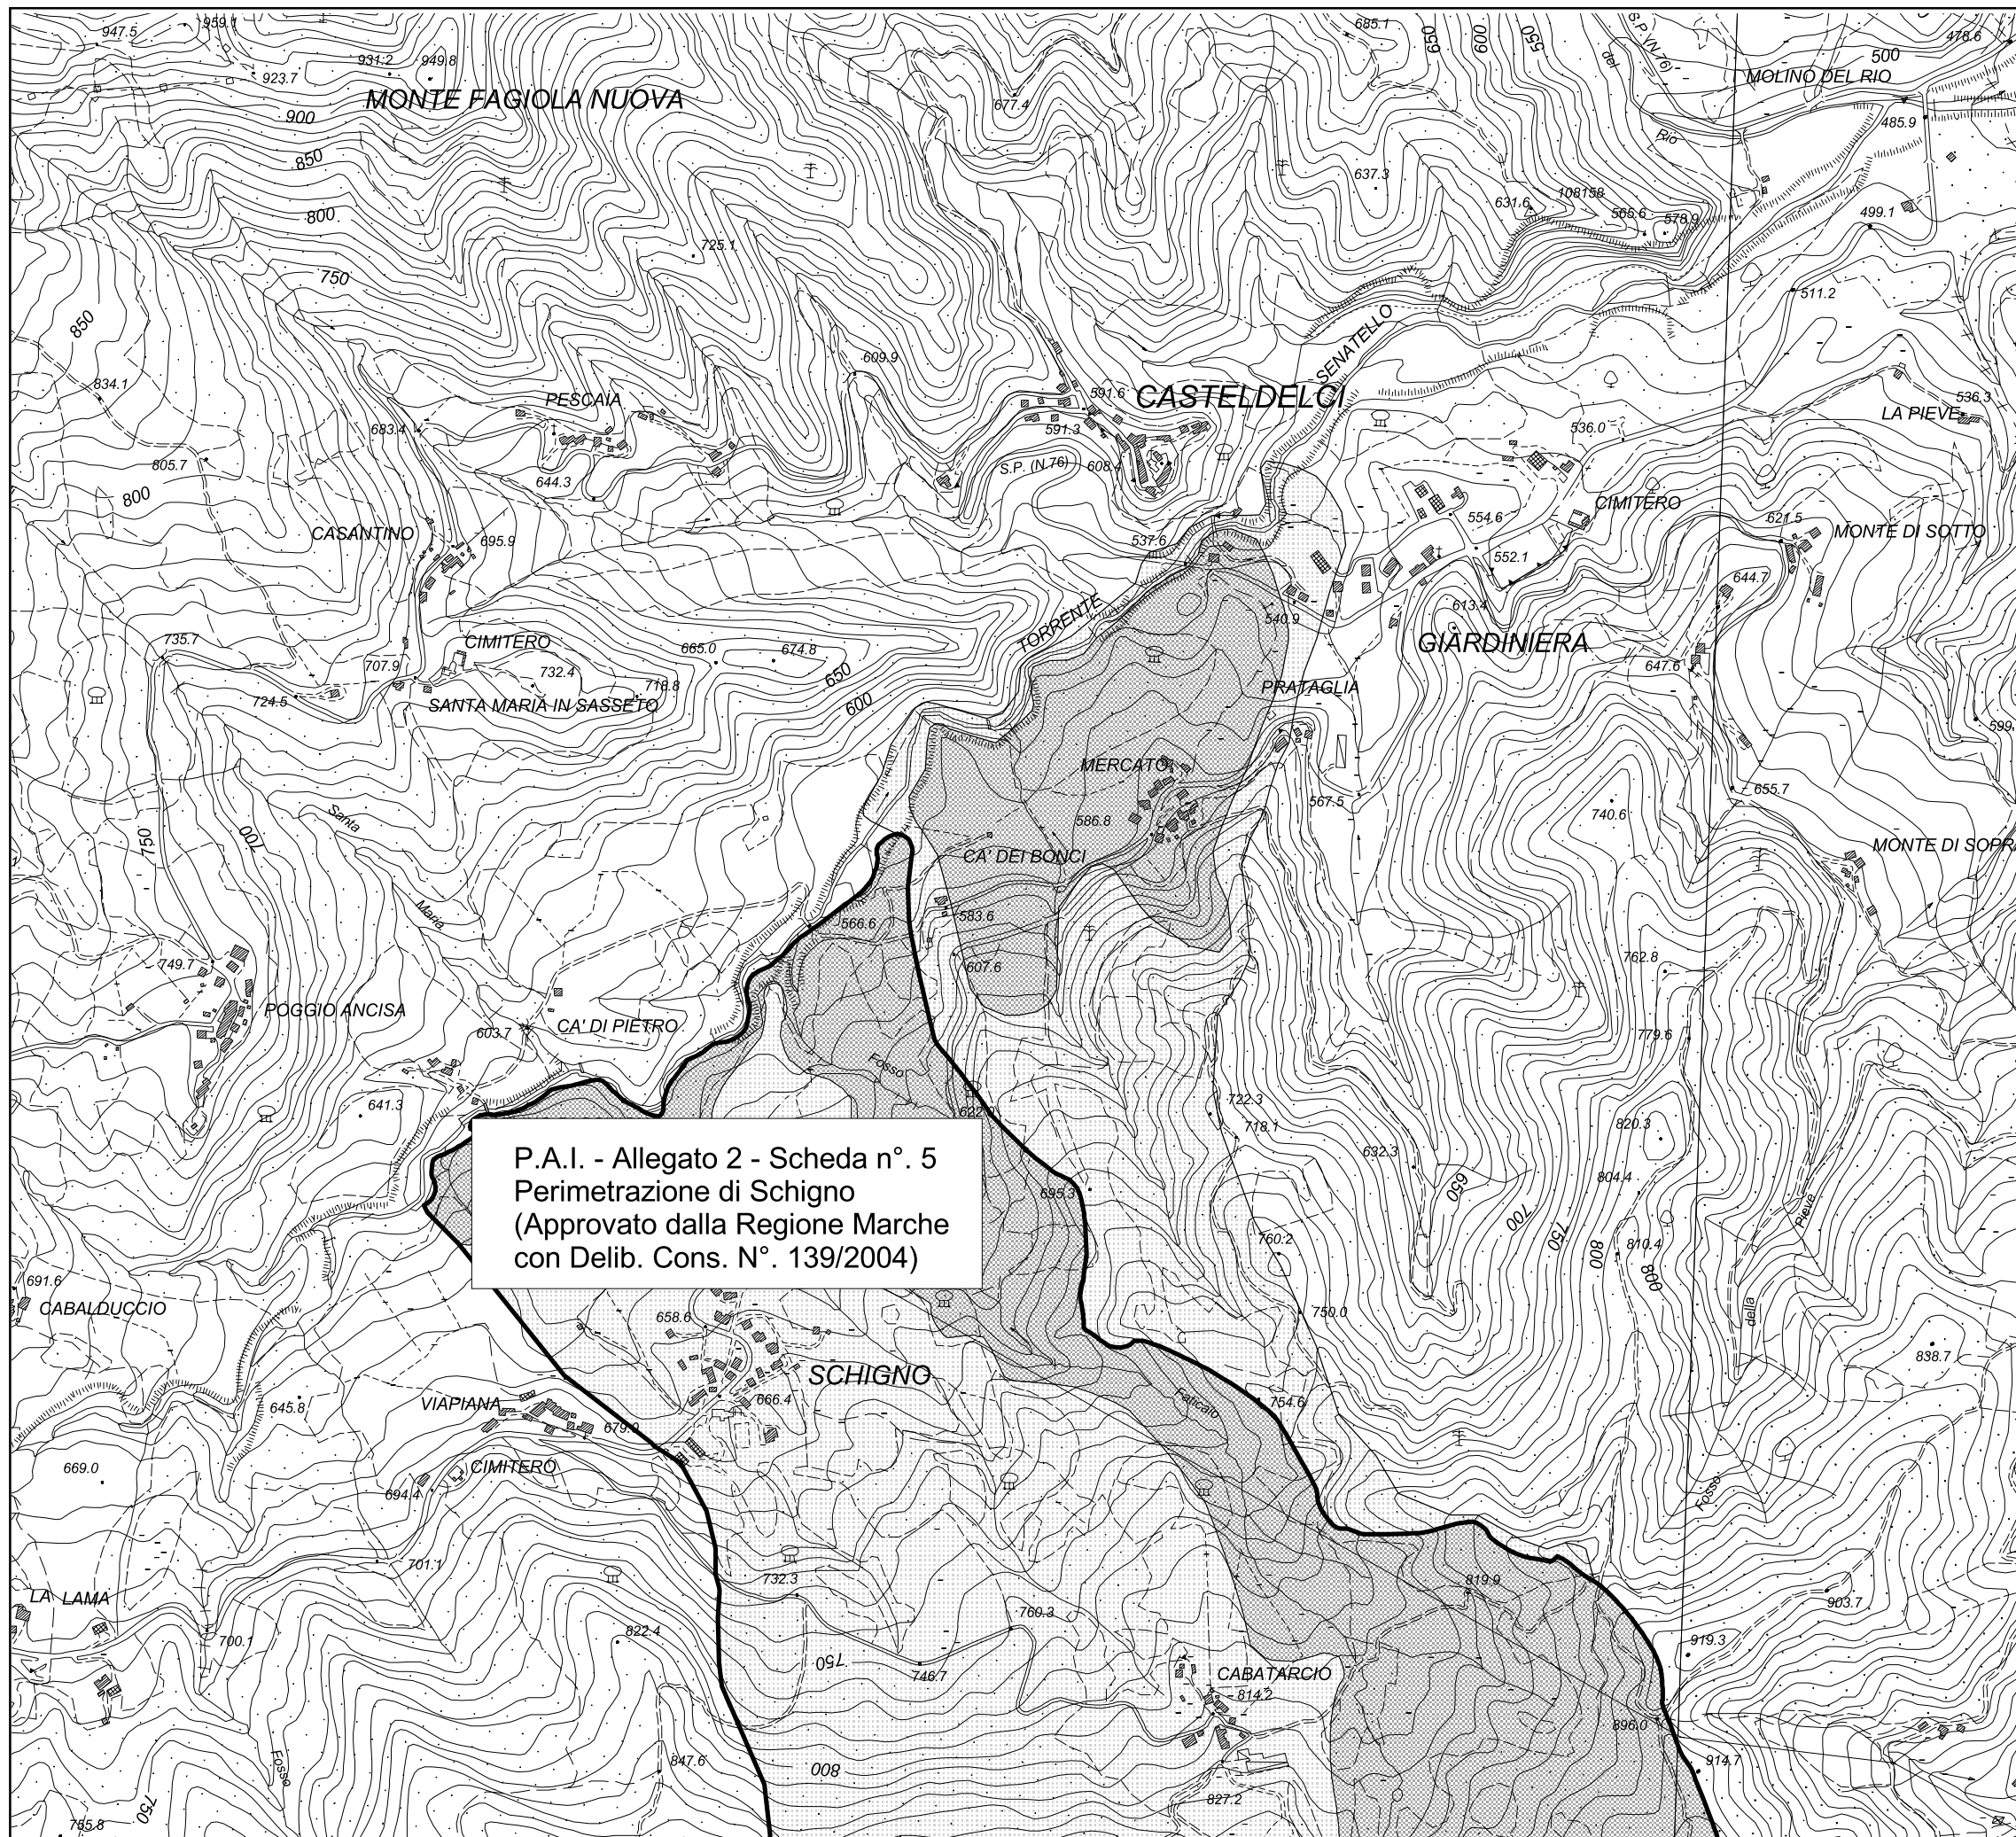 947.5
959.1
931.2
949.8
923.7
MONTE FAGIOLA NUOVA
900
850
800
750
725.1
677.4
685.1
650
600
550
S.P. (N.76)
del
Rio
MOLINO DEL RIO
500
478.6
485.9
637.3
631.6
108158
565.6
578.9
499.1
511.2
850
834.1
805.7
800
PESCAIA
683.4
644.3
609.9
591.6
591.3
CASTELDELCI
SENATELLO
S.P. (N.76)
608.4
536.0
LA PIEVE
536.3
CASANTINO
695.9
537.6
554.6
552.1
CIMITERO
621.5
MONTE DI SOTTO
644.7
TORRENTE
540.9
613.4
GIARDINIERA
647.6
735.7
CIMITERO
707.9
732.4
718.8
724.5
SANTA MARIA IN SASSETO
665.0
674.8
650
600
PRATAGLIA
599.
MERCATO
586.8
567.5
655.7
740.6
MONTE DI SOPR
750
700
Santa
Maria
CA' DEI BONCI
566.6
583.6
607.6
762.8
749.7
POGGIO ANCISA
603.7
CA' DI PIETRO
779.6
Fosso
641.3
722.3
718.1
632.3
820.3
804.4
P.A.I. - Allegato 2 - Scheda n°. 5
Perimetrazione di Schigno
(Approvato dalla Regione Marche
con Delib. Cons. N°. 139/2004)
695.3
650
700
750
800
800
810.4
760.2
Pieve
della
Fosso
691.6
CABALDUCCIO
658.6
750.0
838.7
SCHIGNO
VIAPIANA
645.8
666.4
679.0
Faticaio
754.6
669.0
CIMITERO
694.4
701.1
732.3
LA LAMA
760.3
819.9
903.7
700.1
822.4
750
746.7
CABATARCIO
814.2
919.3
896.0
914.7
Fosso
847.6
800
827.2
750
755.8